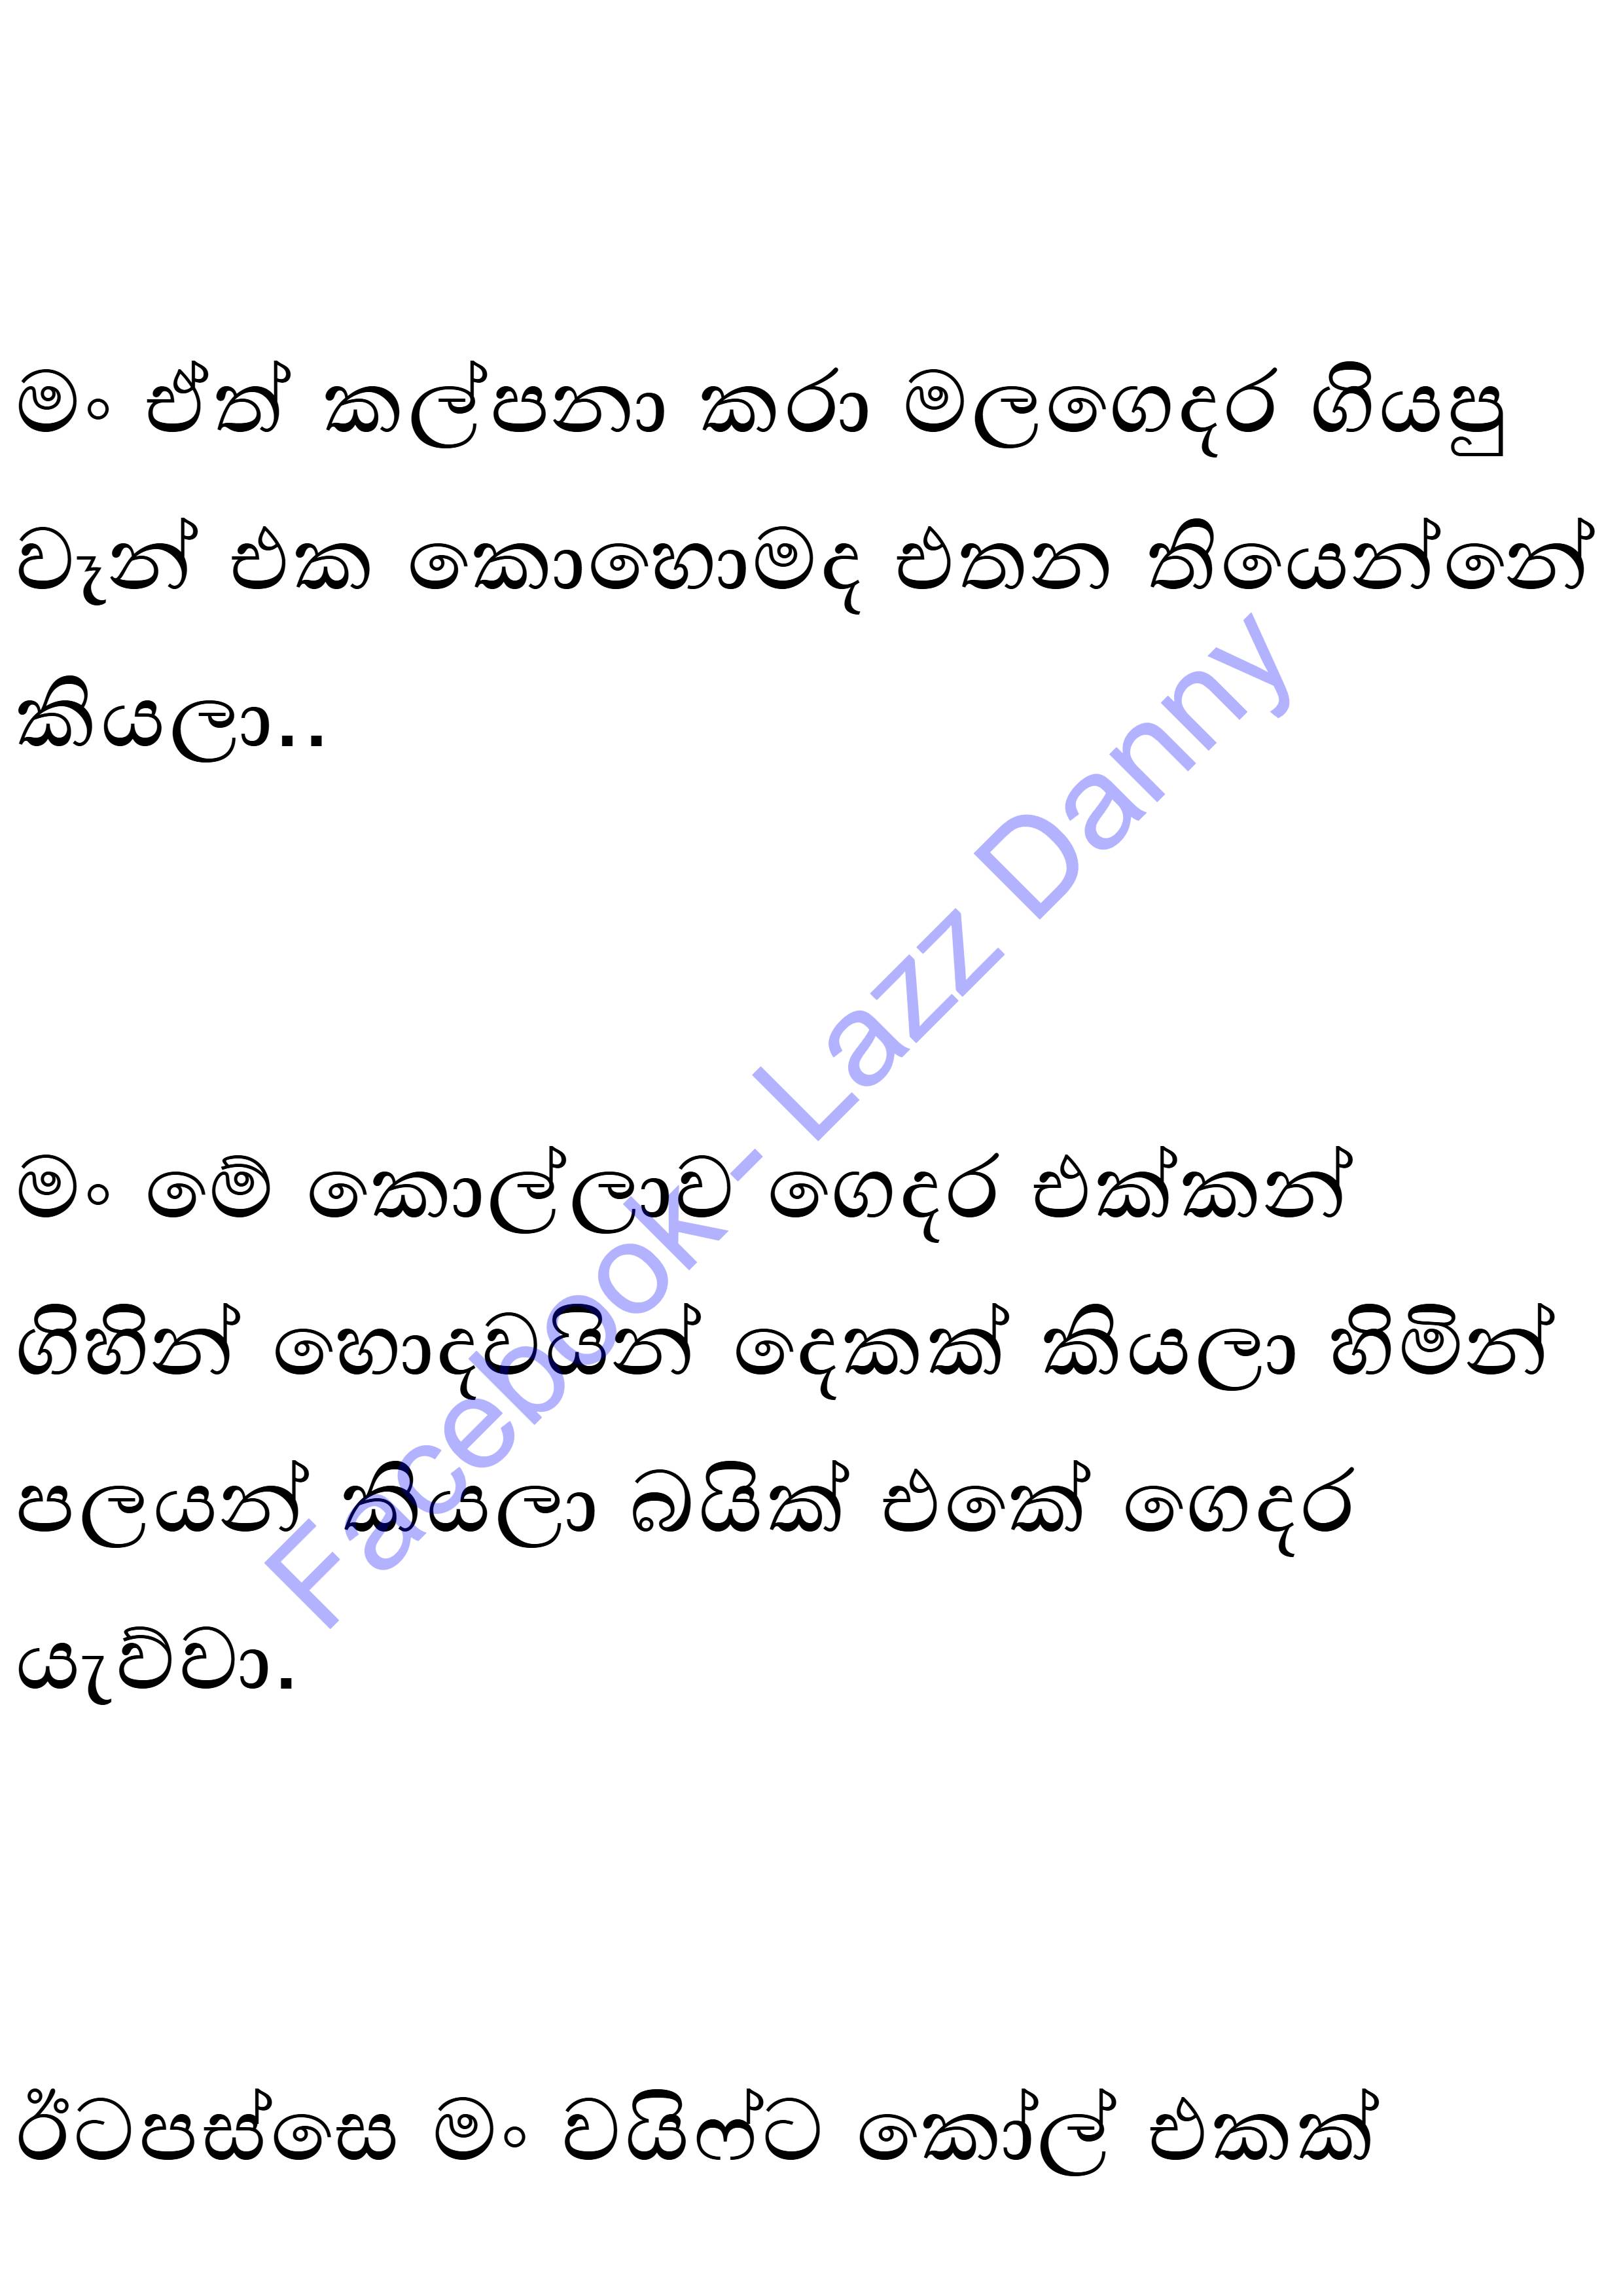 මං ඒත් කල්පනා කරා මලගෙදර ගියපු
වෑන් එක කොහොමද එතන තියෙන්නේ
කියලා..
මං මේ කොල්ලාව ගෙදර එක්කන්
ගිහින් හොදවයින් දෙකක් කියලා හිමින්
පලයන් කියලා බයික් එකේ ගෙදර
යැව්වා.
ඊටපස්සෙ මං වයිෆ්ට කෝල් එකක්
Facebook- Lazz Danny